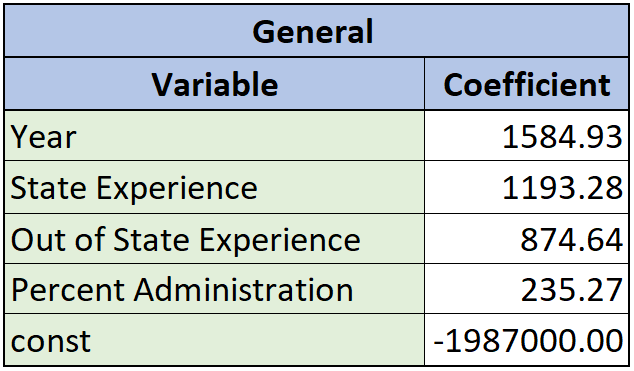 General
Variable Coefficient
Year 1584.93
State Experience 1193.28
Out of State Experience 874.64
Percent Administration 235.27
const -1987000.00